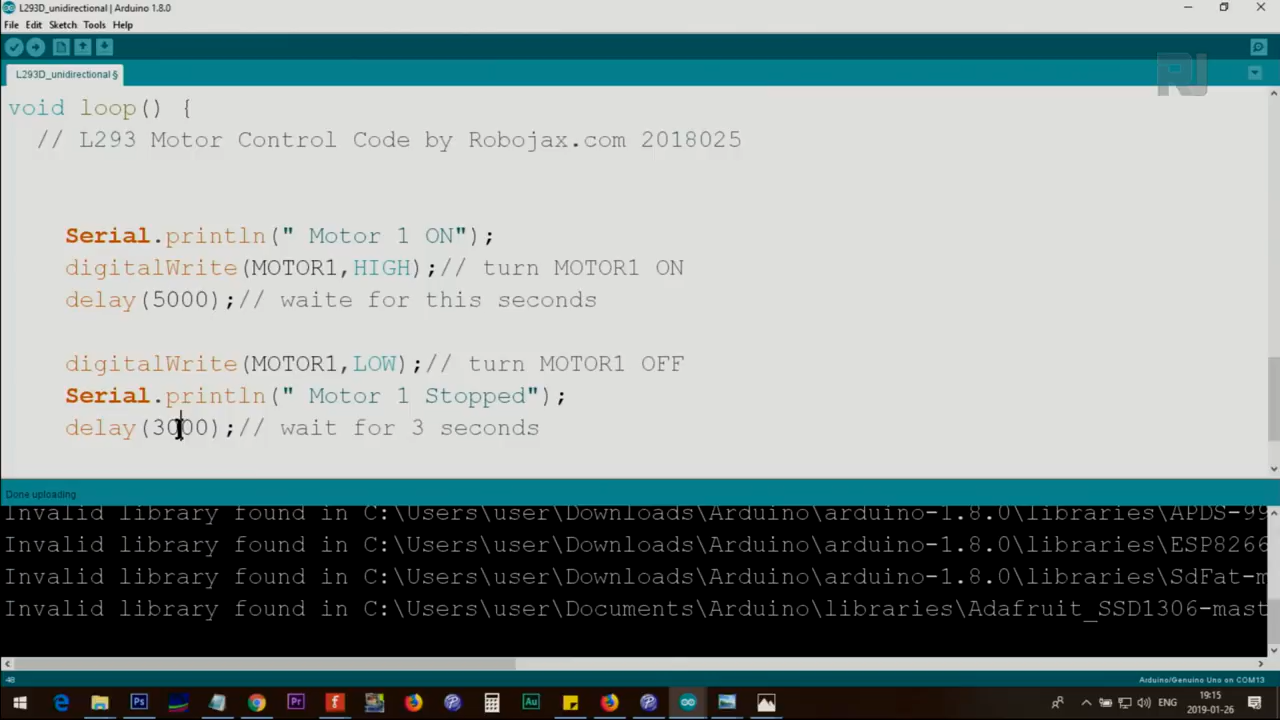 L293D_unidirectional | Arduino 1.8.0
File Edit Sketch Tools Help
L293D_unidirectional §
RJ
void loop() {
// L293 Motor Control Code by Robojax.com 2018025
Serial.println(" Motor 1 ON");
digitalWrite(MOTOR1,HIGH);// turn MOTOR1 ON
delay(5000);// waite for this seconds
digitalWrite(MOTOR1,LOW);// turn MOTOR1 OFF
Serial.println(" Motor 1 Stopped");
delay(3000);// wait for 3 seconds
Done uploading
Invalid library found in C:\Users\user\Downloads\Arduino\arduino-1.8.0\libraries\APDS-99
Invalid library found in C:\Users\user\Downloads\Arduino\arduino-1.8.0\libraries\ESP8266
Invalid library found in C:\Users\user\Downloads\Arduino\arduino-1.8.0\libraries\SdFat-m
Invalid library found in C:\Users\user\Documents\Arduino\libraries\Adafruit_SSD1306-mast
48
Arduino/Genuino Uno on COM13
Ps Pr f Au
ENG
19:15
2019-01-26